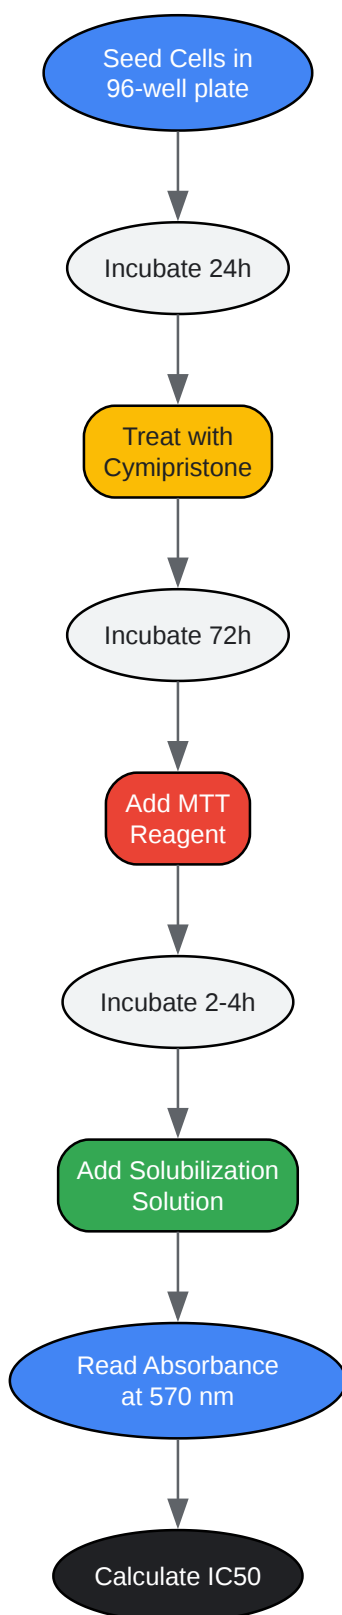 Seed Cells in
96-well plate
Incubate 24h
Treat with
Cymipristone
Incubate 72h
Add MTT
Reagent
Incubate 2-4h
Add Solubilization
Solution
Read Absorbance
at 570 nm
Calculate IC50